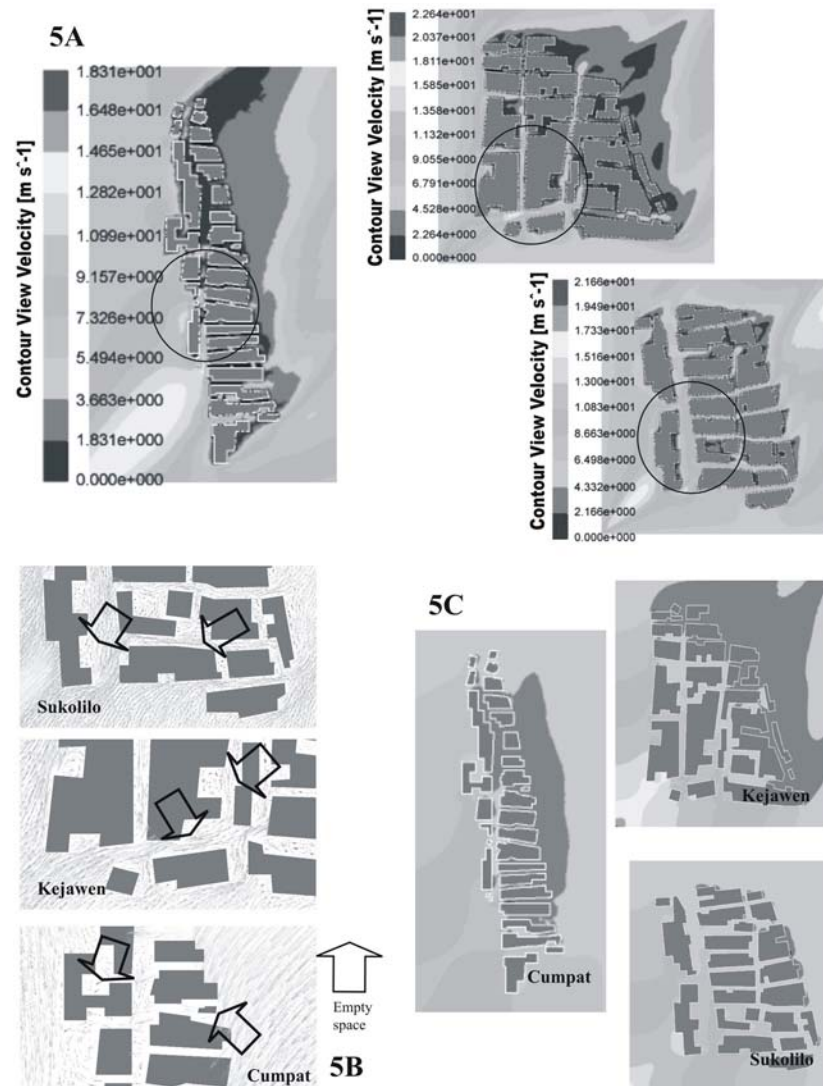 5A
Contour View Velocity [m s^-1]
1.831e+001
1.648e+001
1.465e+001
1.282e+001
1.099e+001
9.157e+000
7.326e+000
5.494e+000
3.663e+000
1.831e+000
0.000e+000
Contour View Velocity [m s^-1]
2.264e+001
2.037e+001
1.811e+001
1.585e+001
1.358e+001
1.132e+001
9.055e+000
6.791e+000
4.528e+000
2.264e+000
0.000e+000
Contour View Velocity [m s^-1]
2.166e+001
1.949e+001
1.733e+001
1.516e+001
1.300e+001
1.083e+001
8.663e+000
6.498e+000
4.332e+000
2.166e+000
0.000e+000
Sukolilo
Kejawen
Cumpat
Empty
space
5B
5C
Cumpat
Kejawen
Sukolilo